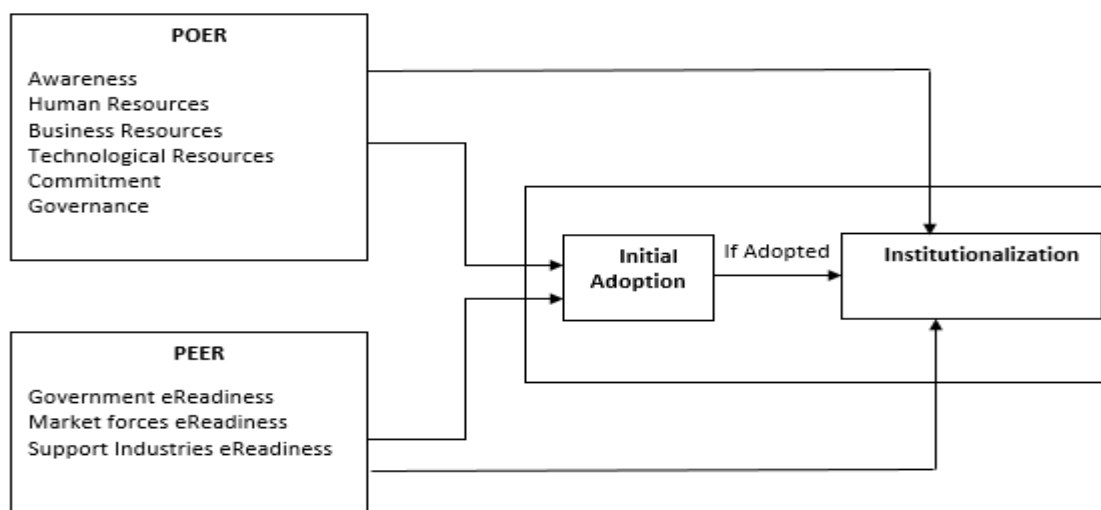 POER
Awareness
Human Resources
Business Resources
Technological Resources
Commitment
Governance
PEER
Government eReadiness
Market forces eReadiness
Support Industries eReadiness
Initial
Adoption
If Adopted
Institutionalization